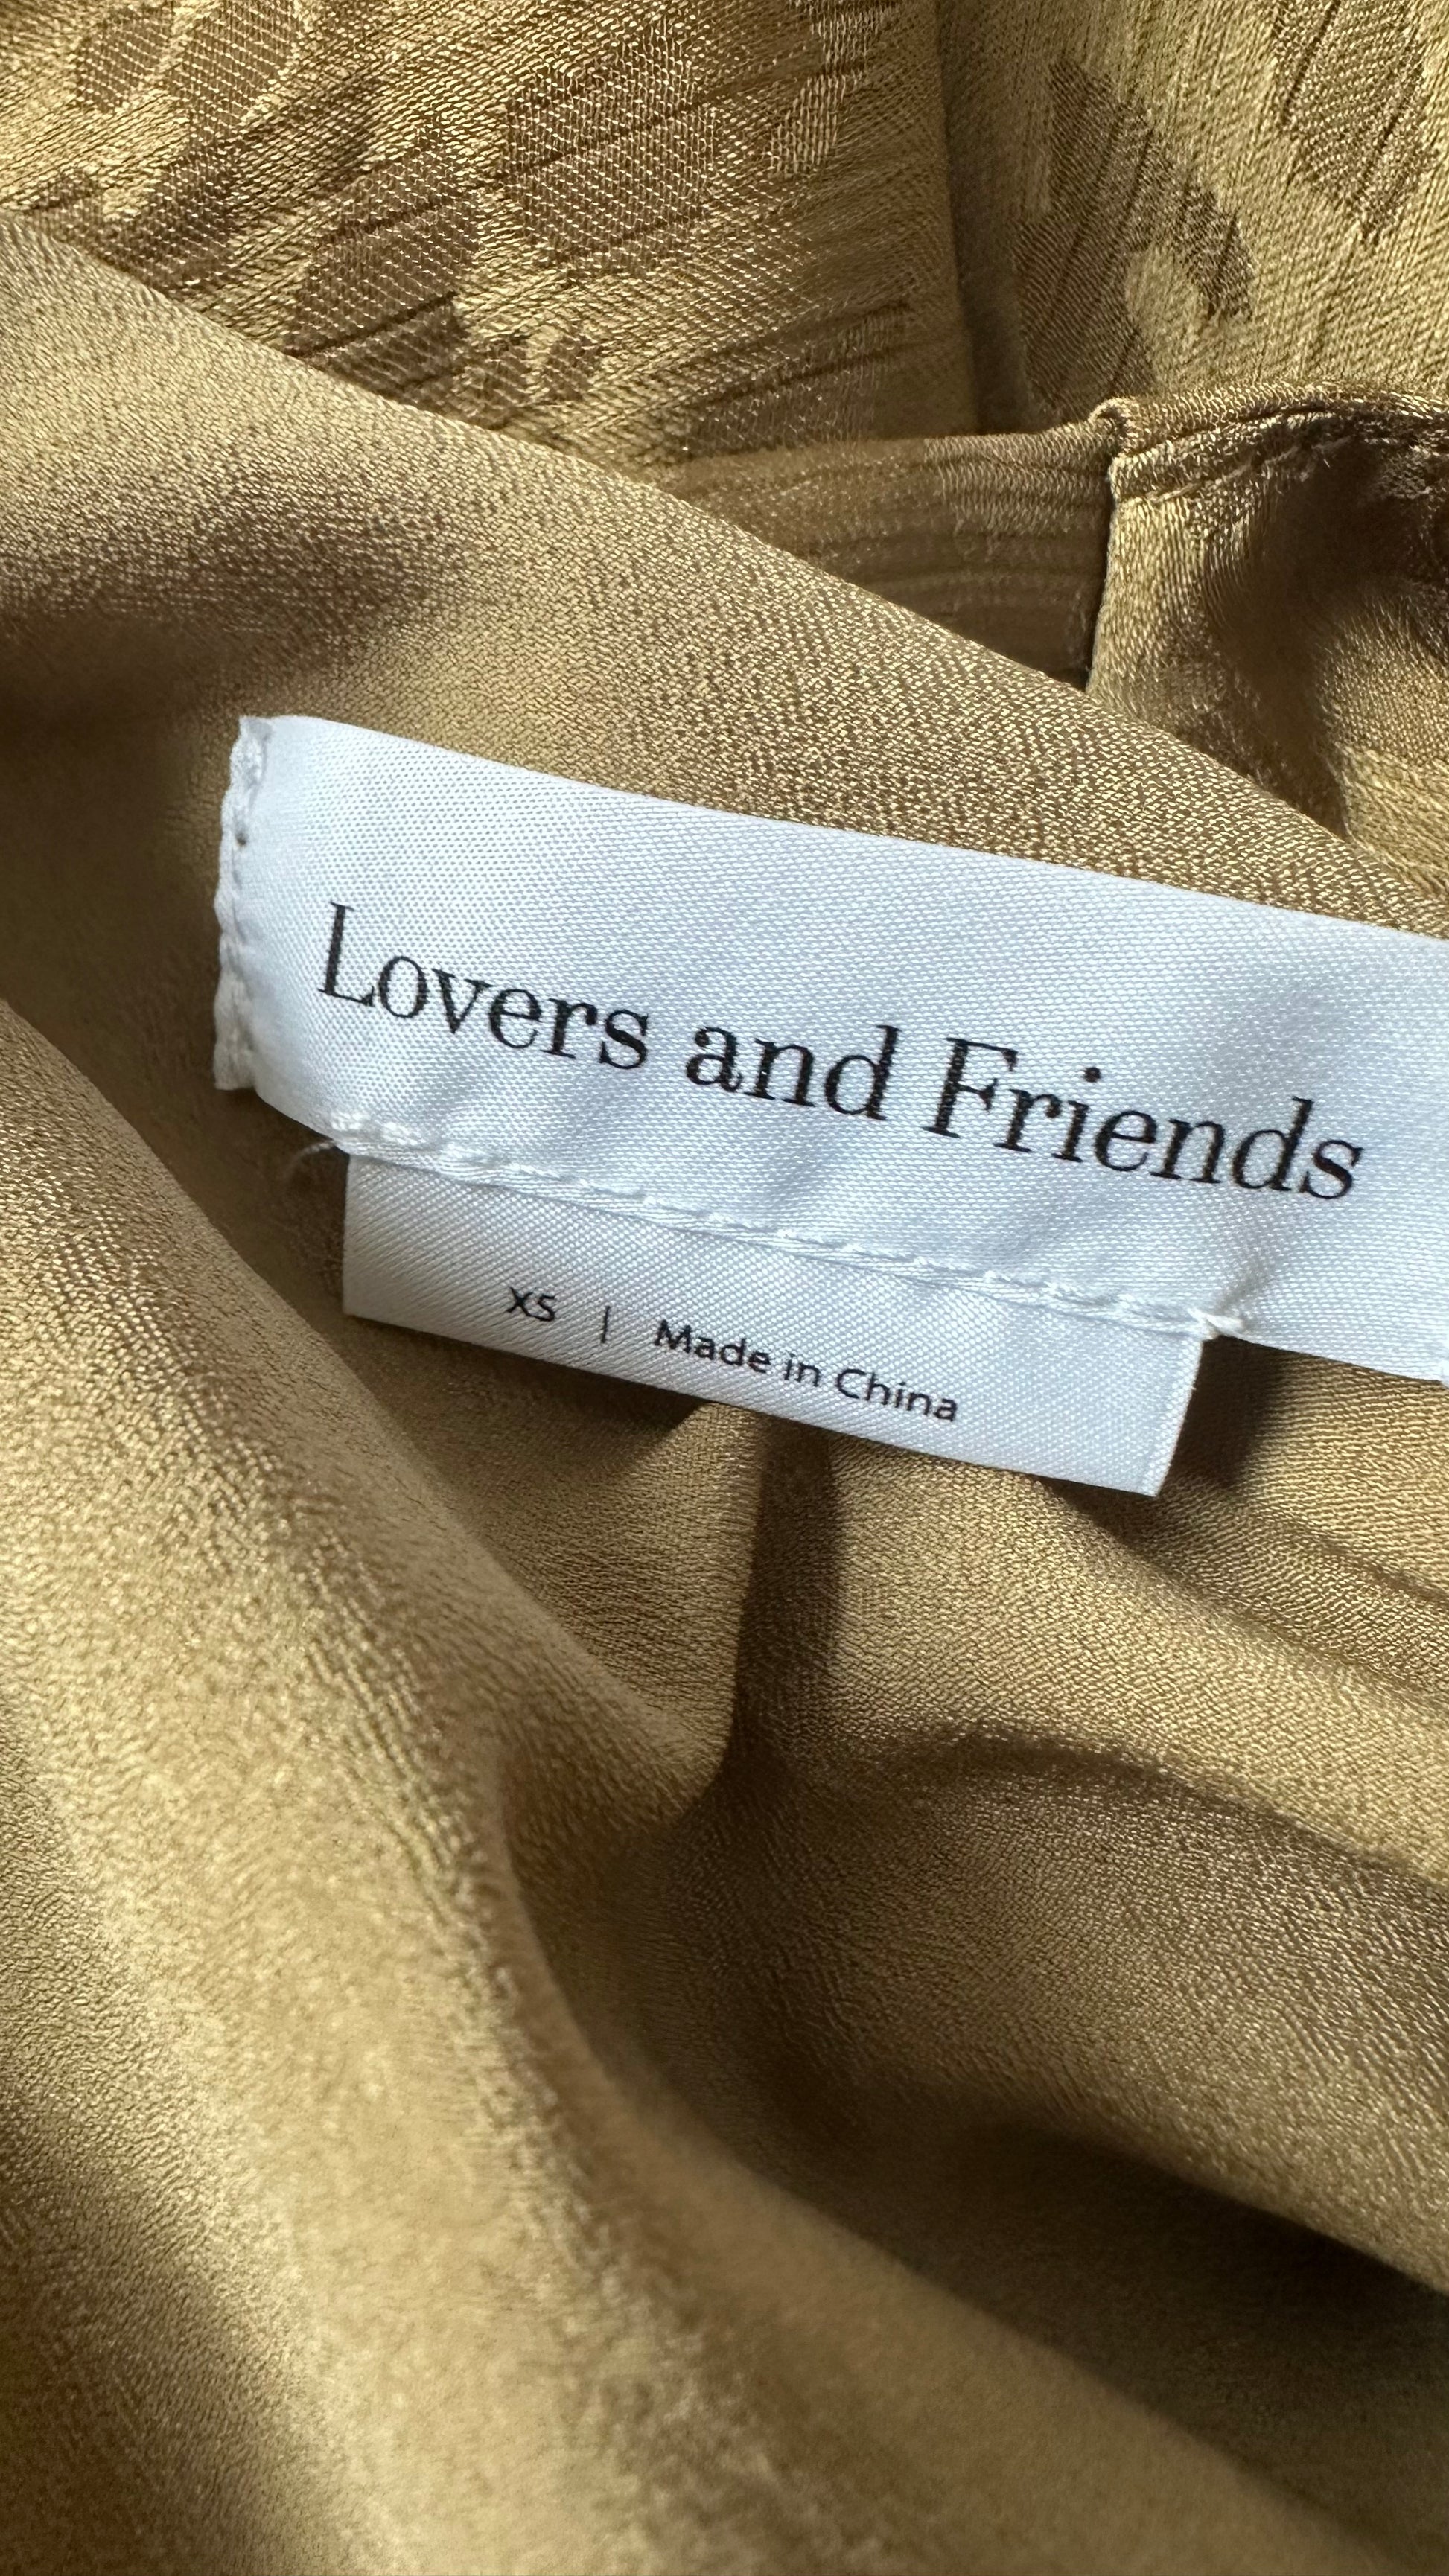 Lovers and Friends
XS | Made in China